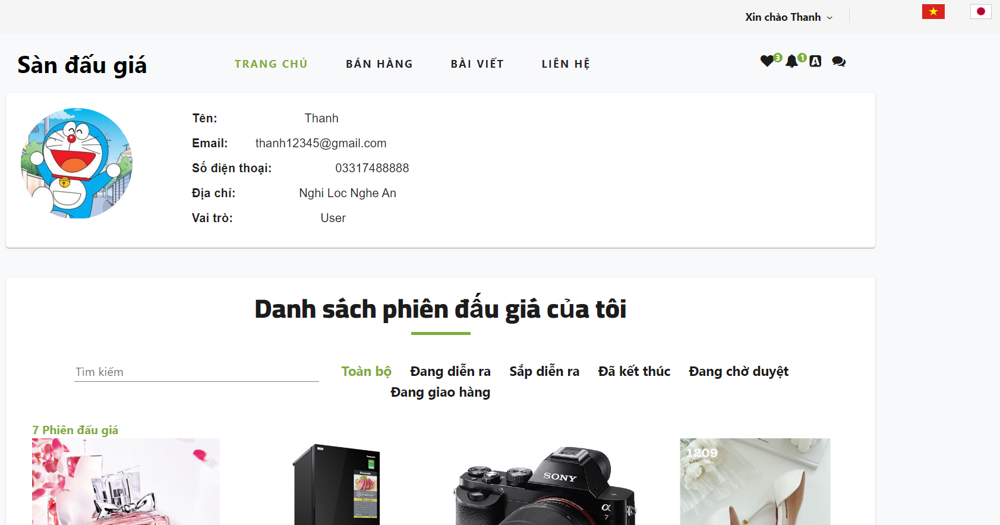 Xin chào Thanh
Sàn đấu giá
TRANG CHỦ BÁN HÀNG BÀI VIẾT LIÊN HỆ
3 1 A
Tên: Thanh
Email: thanh12345@gmail.com
Số điện thoại: 03317488888
Địa chỉ: Nghi Loc Nghe An
Vai trò: User
Danh sách phiên đấu giá của tôi
Tìm kiếm
Toàn bộ Đang diễn ra Sắp diễn ra Đã kết thúc Đang chờ duyệt
Đang giao hàng
7 Phiên đấu giá
1209
Panasonic
Panasonic
SONY
α
7